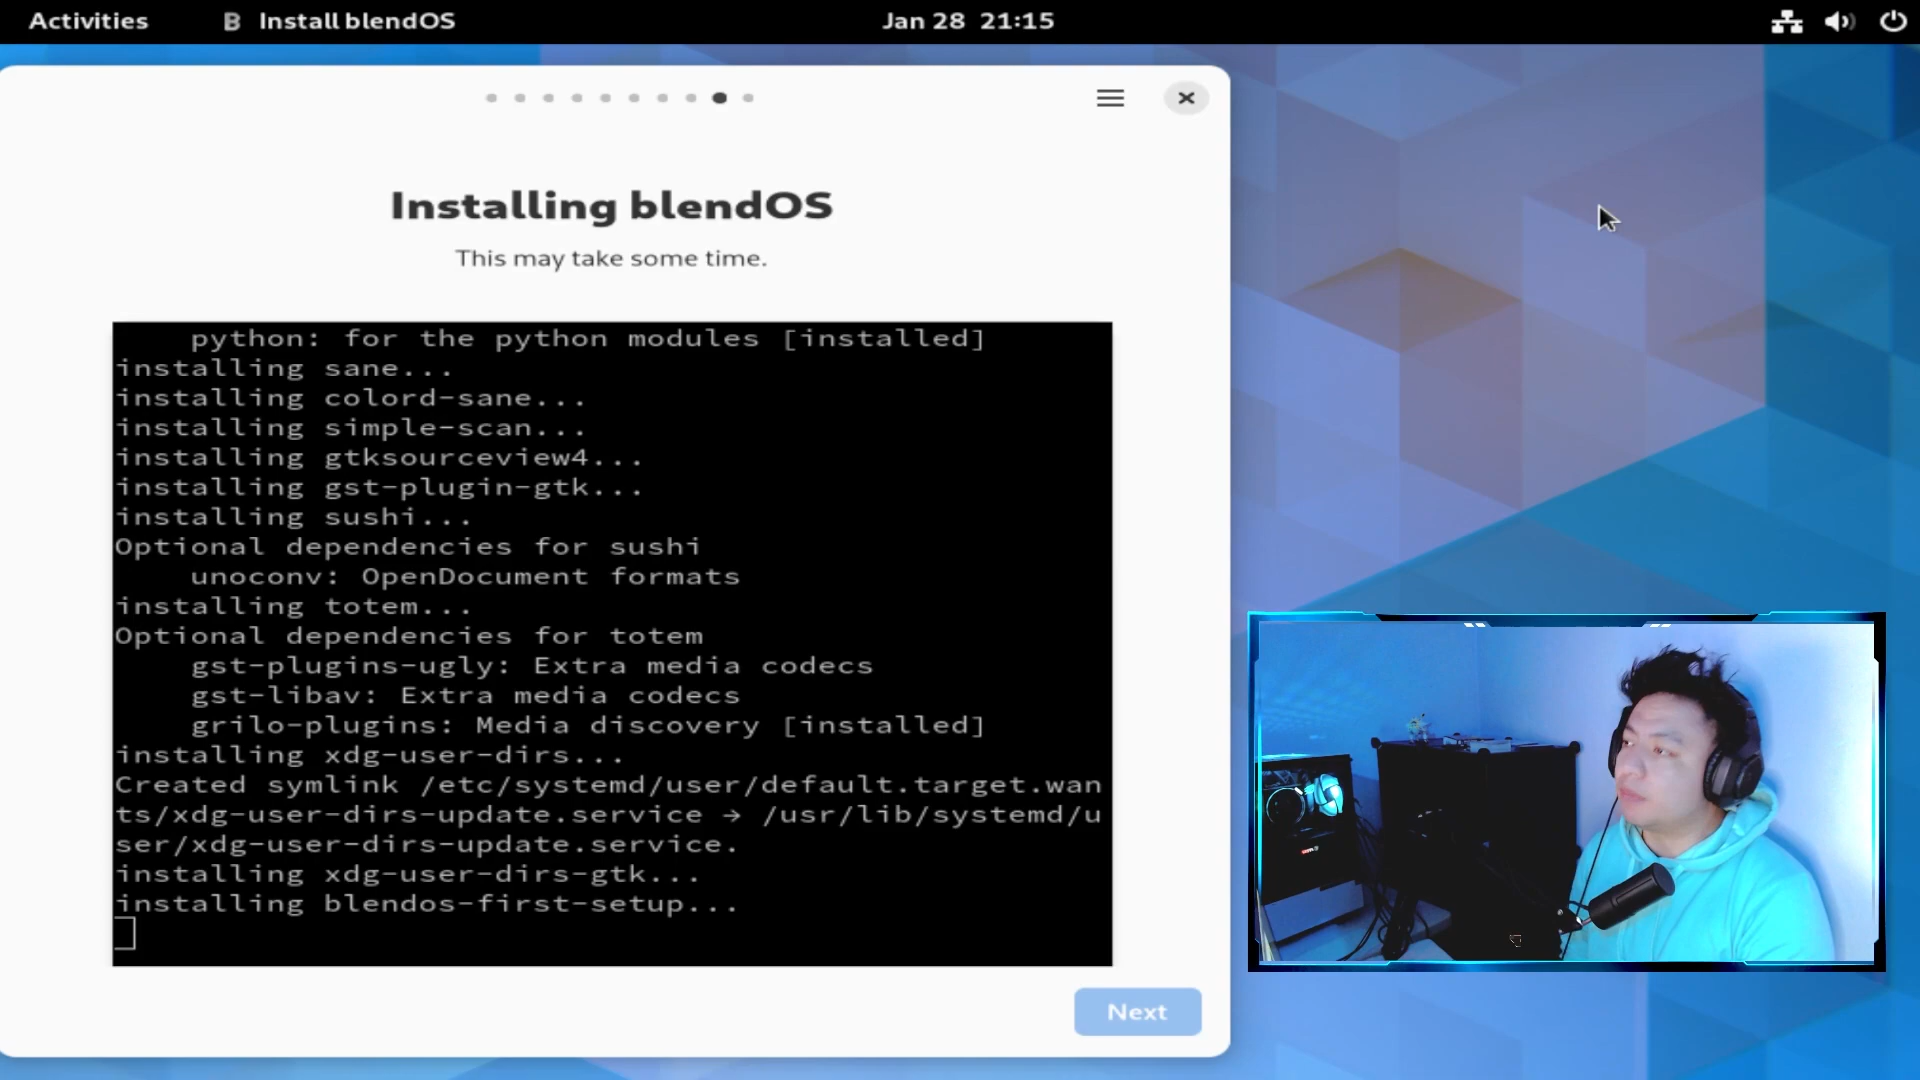 Activities
B Install blendOS
Jan 28 21:15
Installing blendOS
This may take some time.
python: for the python modules [installed]
installing sane...
installing colord-sane...
installing simple-scan...
installing gtksourceview4...
installing gst-plugin-gtk...
installing sushi...
Optional dependencies for sushi
unoconv: OpenDocument formats
installing totem...
Optional dependencies for totem
gst-plugins-ugly: Extra media codecs
gst-libav: Extra media codecs
grilo-plugins: Media discovery [installed]
installing xdg-user-dirs...
Created symlink /etc/systemd/user/default.target.wan
ts/xdg-user-dirs-update.service → /usr/lib/systemd/u
ser/xdg-user-dirs-update.service.
installing xdg-user-dirs-gtk...
installing blendos-first-setup...
Next